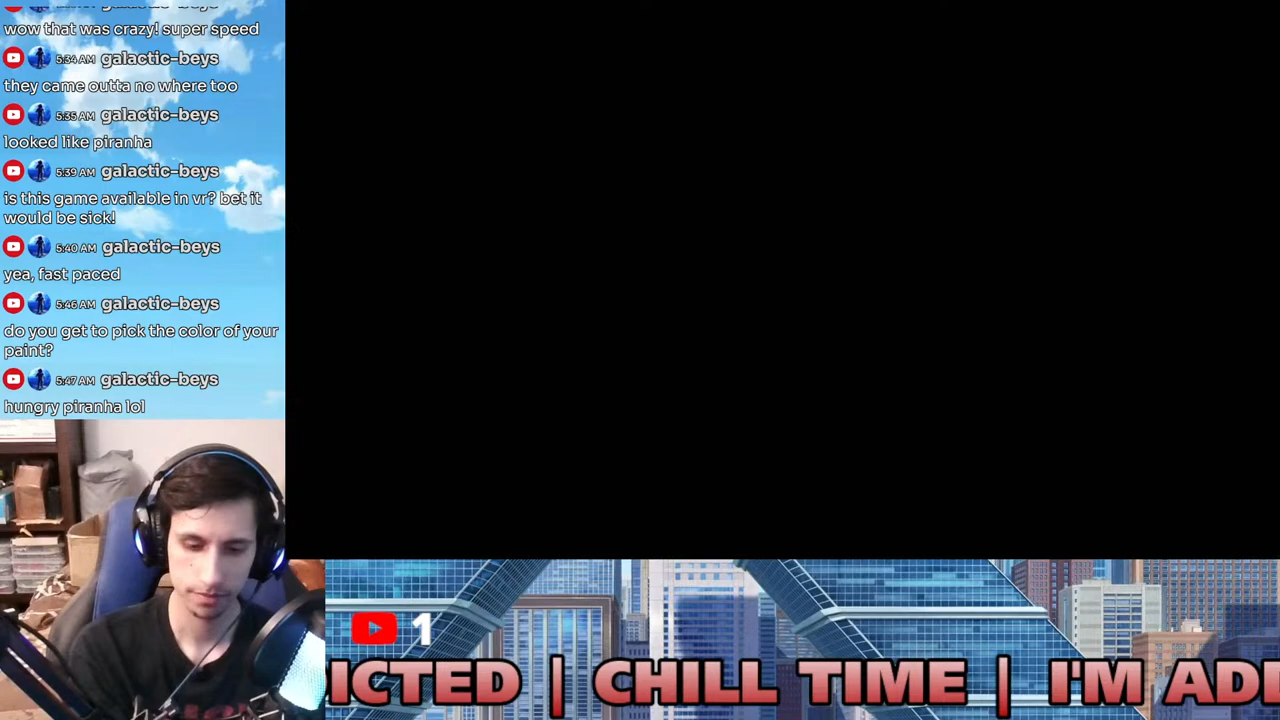 wow that was crazy! super speed
5:34 AM galactic-beys
they came outta no where too
5:35 AM galactic-beys
looked like piranha
5:39 AM galactic-beys
is this game available in vr? bet it
would be sick!
5:40 AM galactic-beys
yea, fast paced
5:46 AM galactic-beys
do you get to pick the color of your
paint?
5:47 AM galactic-beys
hungry piranha lol
1
ICTED | CHILL TIME | I'M ADI